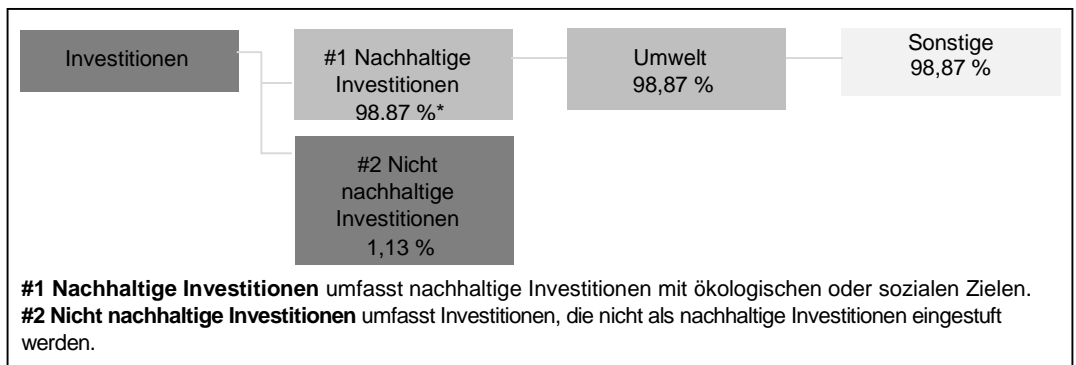 Investitionen
#1 Nachhaltige
Investitionen
98,87 %*
Umwelt
98,87 %
Sonstige
98,87 %
#2 Nicht
nachhaltige
Investitionen
1,13 %
#1 Nachhaltige Investitionen umfasst nachhaltige Investitionen mit ökologischen oder sozialen Zielen.
#2 Nicht nachhaltige Investitionen umfasst Investitionen, die nicht als nachhaltige Investitionen eingestuft
werden.